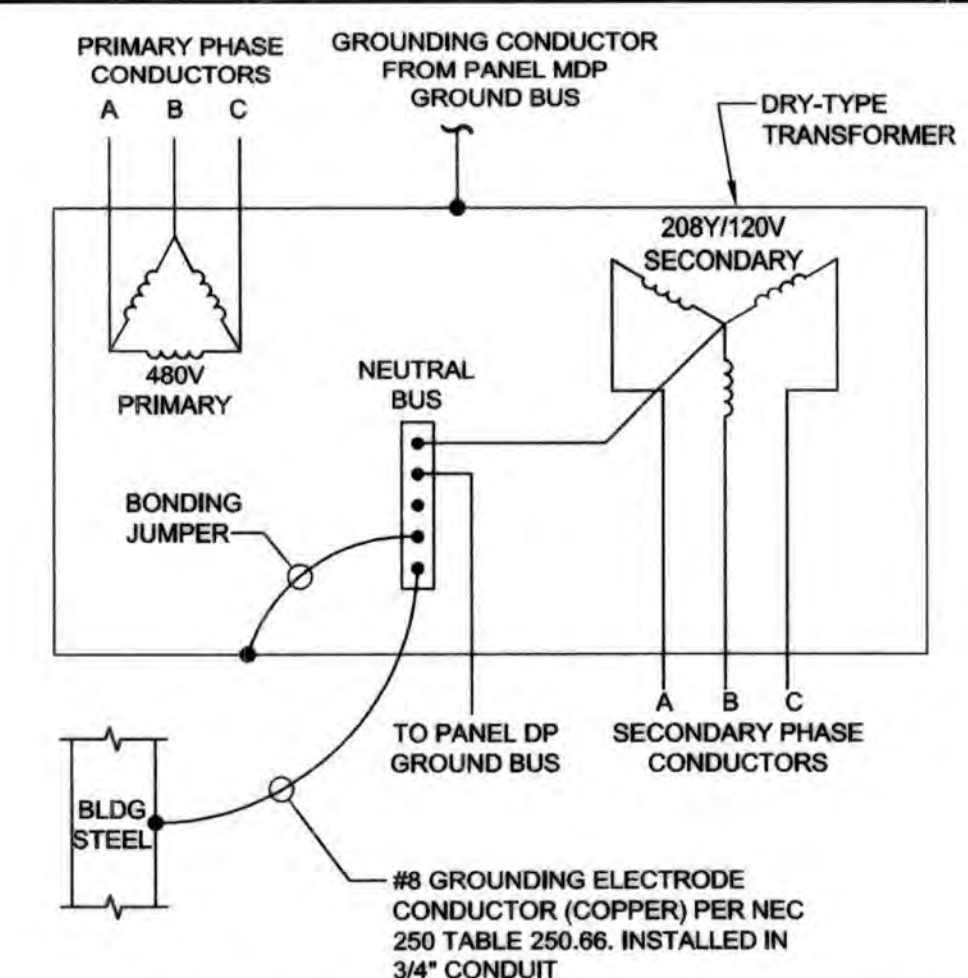 PRIMARY PHASE
CONDUCTORS
A B C
GROUNDING CONDUCTOR
FROM PANEL MDP
GROUND BUS
DRY-TYPE
TRANSFORMER
208Y/120V
SECONDARY
480V
PRIMARY
NEUTRAL
BUS
BONDING
JUMPER
A B C
TO PANEL DP
GROUND BUS
SECONDARY PHASE
CONDUCTORS
BLDG
STEEL
#8 GROUNDING ELECTRODE
CONDUCTOR (COPPER) PER NEC
250 TABLE 250.66. INSTALLED IN
3/4" CONDUIT